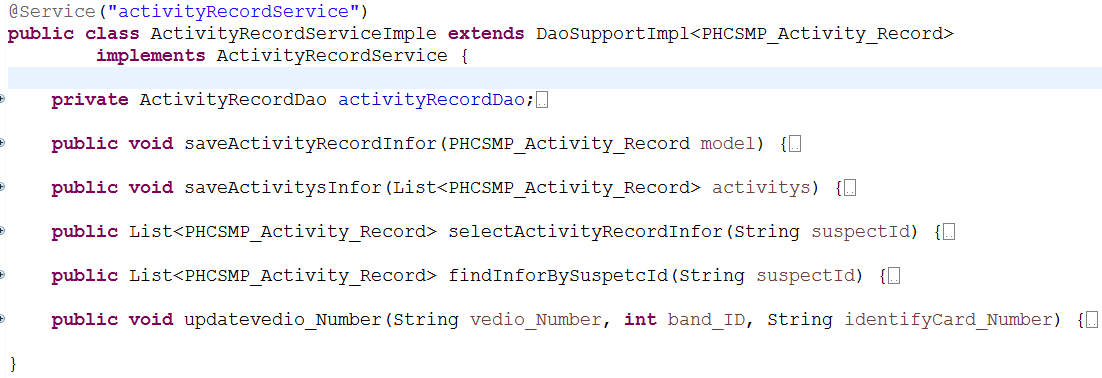 @Service("activityRecordService")
public class ActivityRecordServiceImple extends DaoSupportImpl<PHCSMP_Activity_Record>
implements ActivityRecordService {
private ActivityRecordDao activityRecordDao;
public void saveActivityRecordInfor(PHCSMP_Activity_Record model) {
public void saveActivitysInfor(List<PHCSMP_Activity_Record> activitys) {
public List<PHCSMP_Activity_Record> selectActivityRecordInfor(String suspectId) {
public List<PHCSMP_Activity_Record> findInforBySuspetcId(String suspectId) {
public void updatevedio_Number(String vedio_Number, int band_ID, String identifyCard_Number) {
}